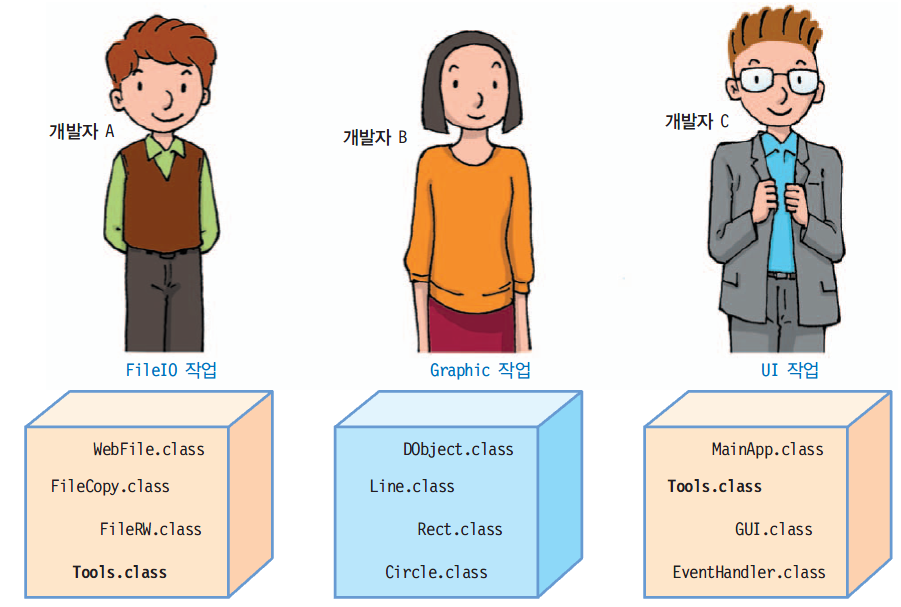 개발자 A
개발자 B
개발자 C
FileIO 작업
Graphic 작업
UI 작업
WebFile.class
FileCopy.class
FileRW.class
Tools.class
DObject.class
Line.class
Rect.class
Circle.class
MainApp.class
Tools.class
GUI.class
EventHandler.class